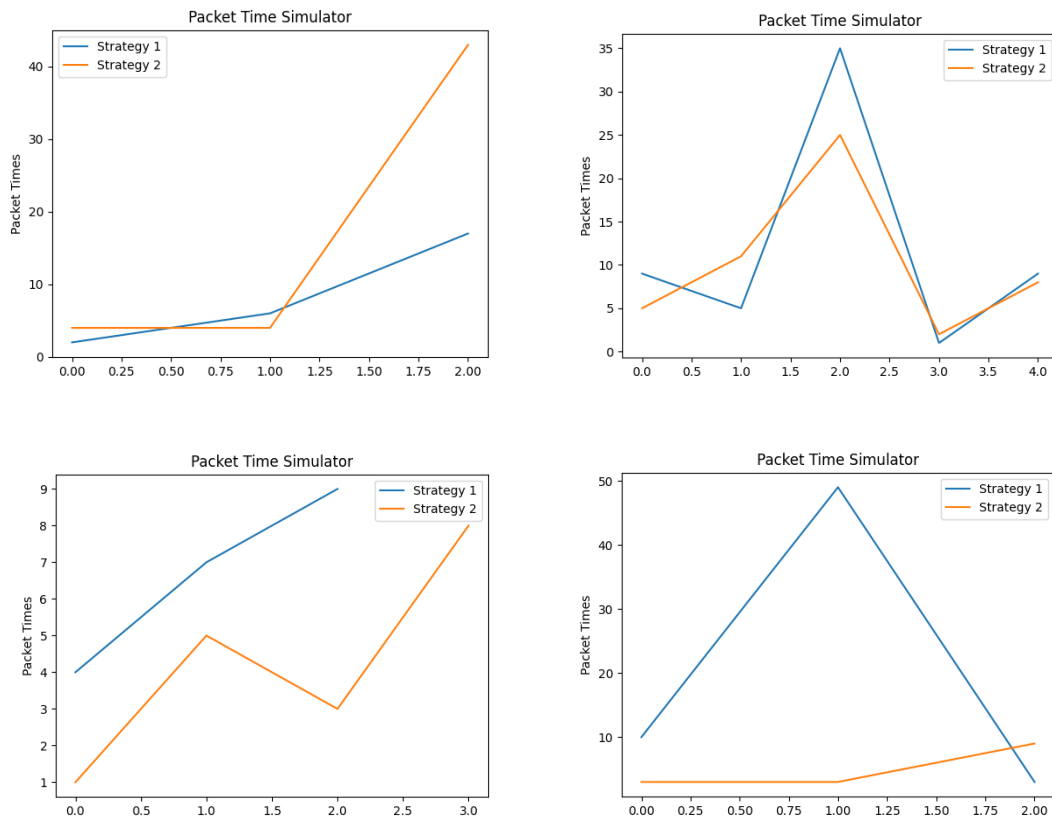 Packet Time Simulator
Strategy 1
Strategy 2
Packet Times
40
30
20
10
0
0.00 0.25 0.50 0.75 1.00 1.25 1.50 1.75 2.00
Packet Time Simulator
Strategy 1
Strategy 2
Packet Times
35
30
25
20
15
10
5
0
0.0 0.5 1.0 1.5 2.0 2.5 3.0 3.5 4.0
Packet Time Simulator
Strategy 1
Strategy 2
Packet Times
9
8
7
6
5
4
3
2
1
0.0 0.5 1.0 1.5 2.0 2.5 3.0
Packet Time Simulator
Strategy 1
Strategy 2
Packet Times
50
40
30
20
10
0.00 0.25 0.50 0.75 1.00 1.25 1.50 1.75 2.00